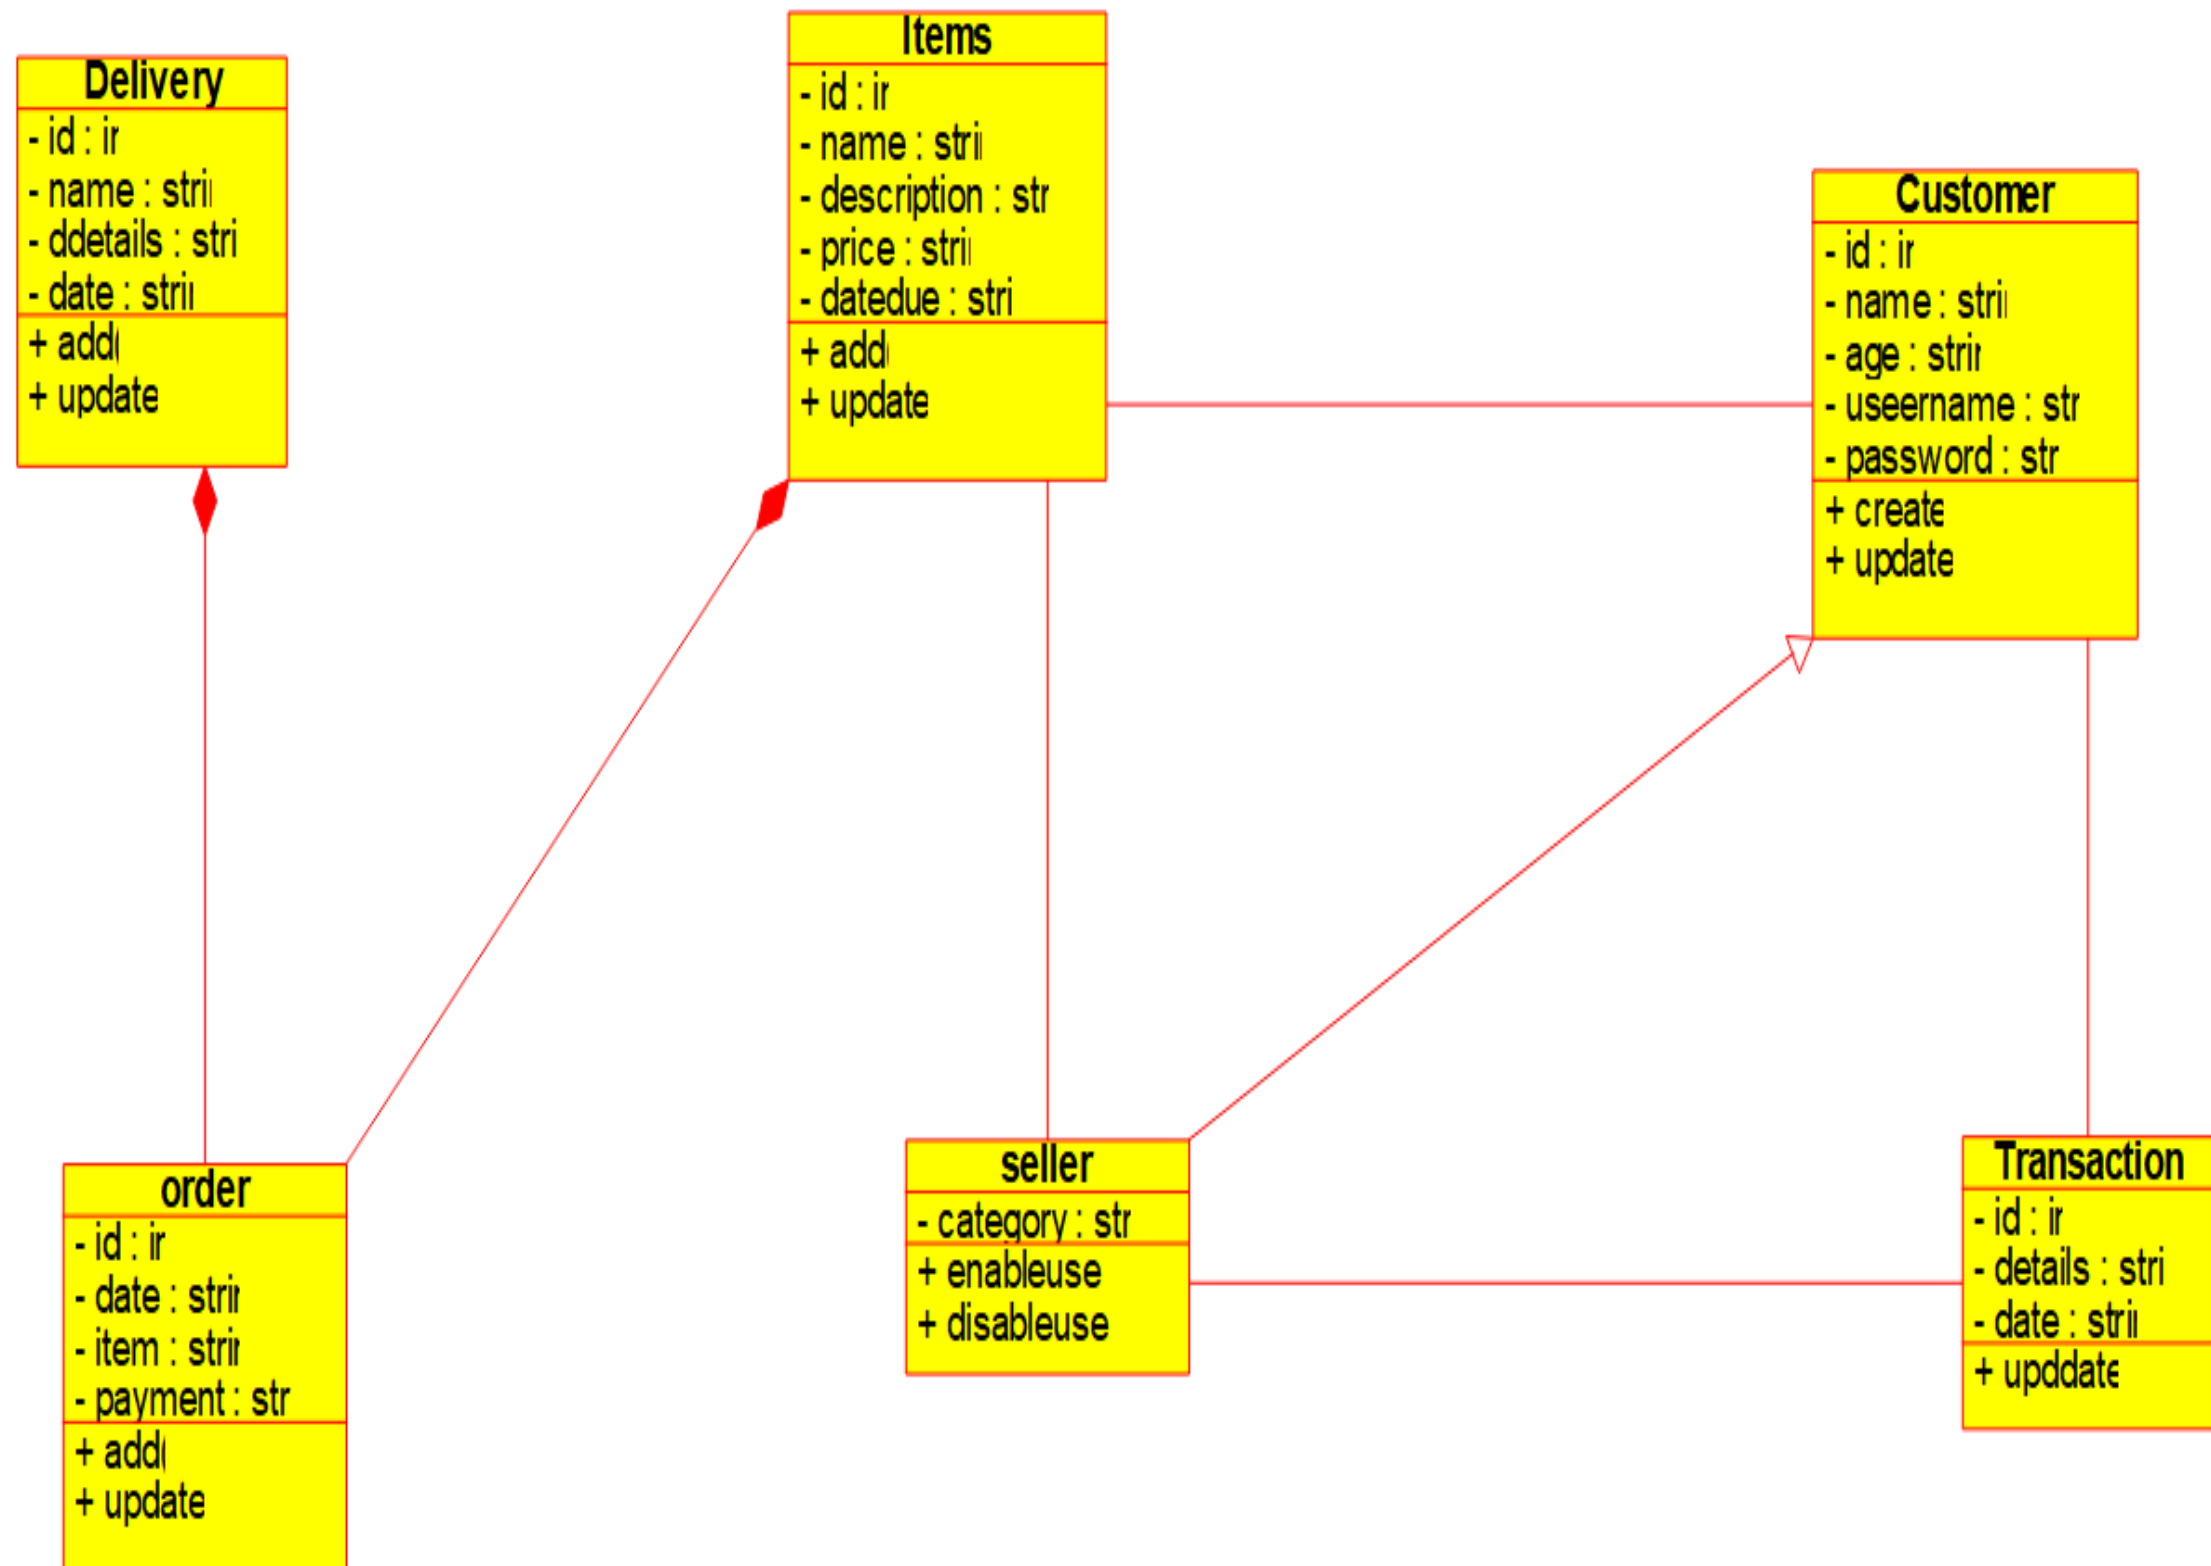 Delivery
- id : ir
- name : stri
- ddetails : stri
- date : stri
+ add(
+ update
Items
- id : ir
- name : stri
- description : str
- price : stri
- datedue : stri
+ add
+ update
Customer
- id : ir
- name : stri
- age : strir
- useername : str
- password : str
+ create
+ update
order
- id : ir
- date : strir
- item : strir
- payment : str
+ add(
+ update
seller
- category : str
+ enableuse
+ disableuse
Transaction
- id : ir
- details : stri
- date : stri
+ upddate